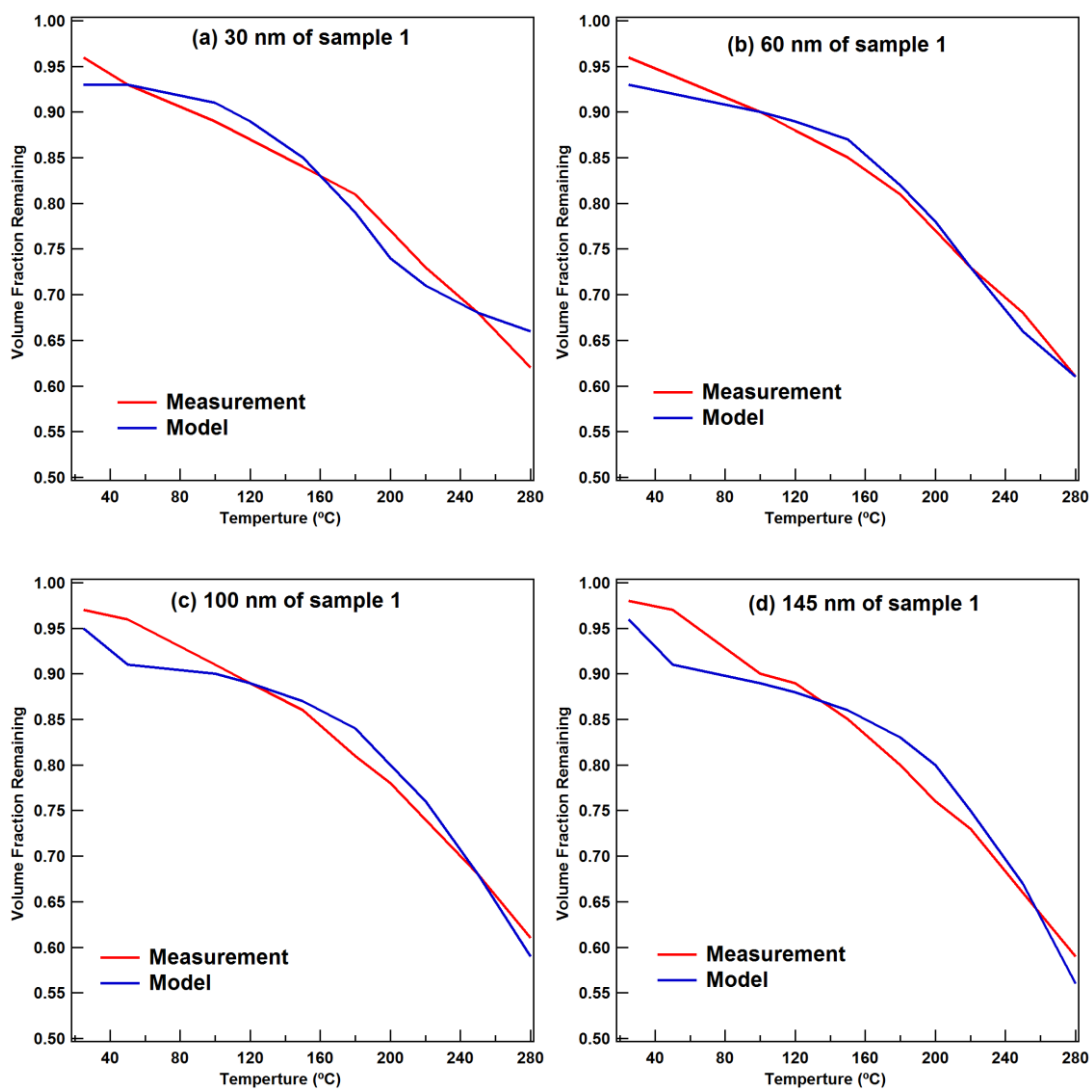 (a) 30 nm of sample 1
1.00
0.95
0.90
0.85
0.80
0.75
0.70
0.65
0.60
0.55
0.50
Volume Fraction Remaining
Measurement
Model
40 80 120 160 200 240 280
Temperture (ºC)
(b) 60 nm of sample 1
1.00
0.95
0.90
0.85
0.80
0.75
0.70
0.65
0.60
0.55
0.50
Volume Fraction Remaining
Measurement
Model
40 80 120 160 200 240 280
Temperture (ºC)
(c) 100 nm of sample 1
1.00
0.95
0.90
0.85
0.80
0.75
0.70
0.65
0.60
0.55
0.50
Volume Fraction Remaining
Measurement
Model
40 80 120 160 200 240 280
Temperture (ºC)
(d) 145 nm of sample 1
1.00
0.95
0.90
0.85
0.80
0.75
0.70
0.65
0.60
0.55
0.50
Volume Fraction Remaining
Measurement
Model
40 80 120 160 200 240 280
Temperture (ºC)